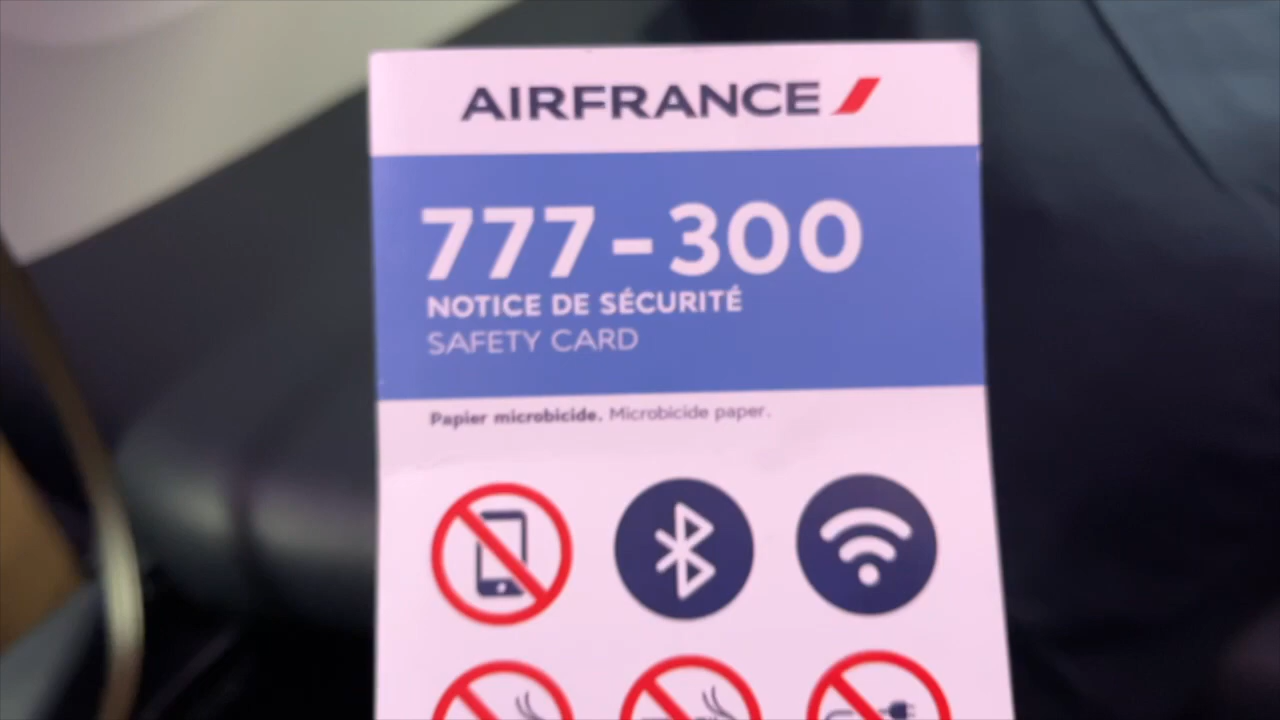 AIRFRANCE
777-300
NOTICE DE SÉCURITÉ
SAFETY CARD
Papier microbicide. Microbicide paper.